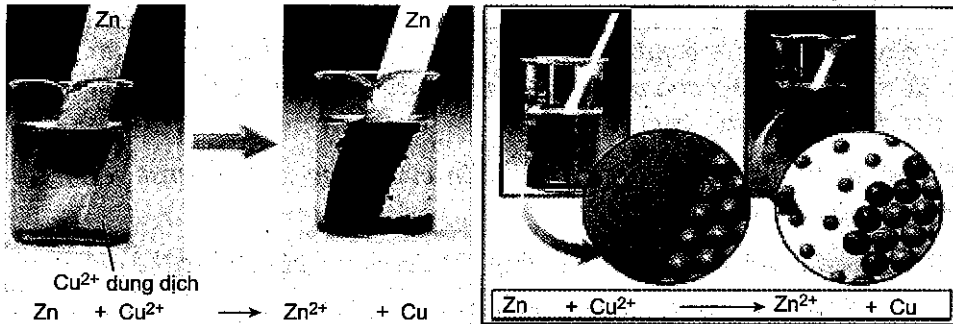 Zn
Zn
Cu²⁺ dung dịch
Zn + Cu²⁺ → Zn²⁺ + Cu
Zn + Cu²⁺ → Zn²⁺ + Cu